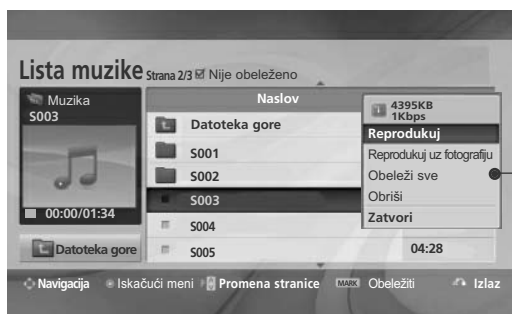 Lista muzike Strana 2/3 Nije obeleženo
Muzika
S003
00:00/01:34
Datoteka gore
Naslov
Datoteka gore
S001
S002
S003
S004
S005
04:28
4395KB
1Kbps
Reprodukuj
Reprodukuj uz fotografiju
Obeleži sve
Obriši
Zatvori
Navigacija Iskačući meni Promena stranice MARK Obeležiti Izlaz